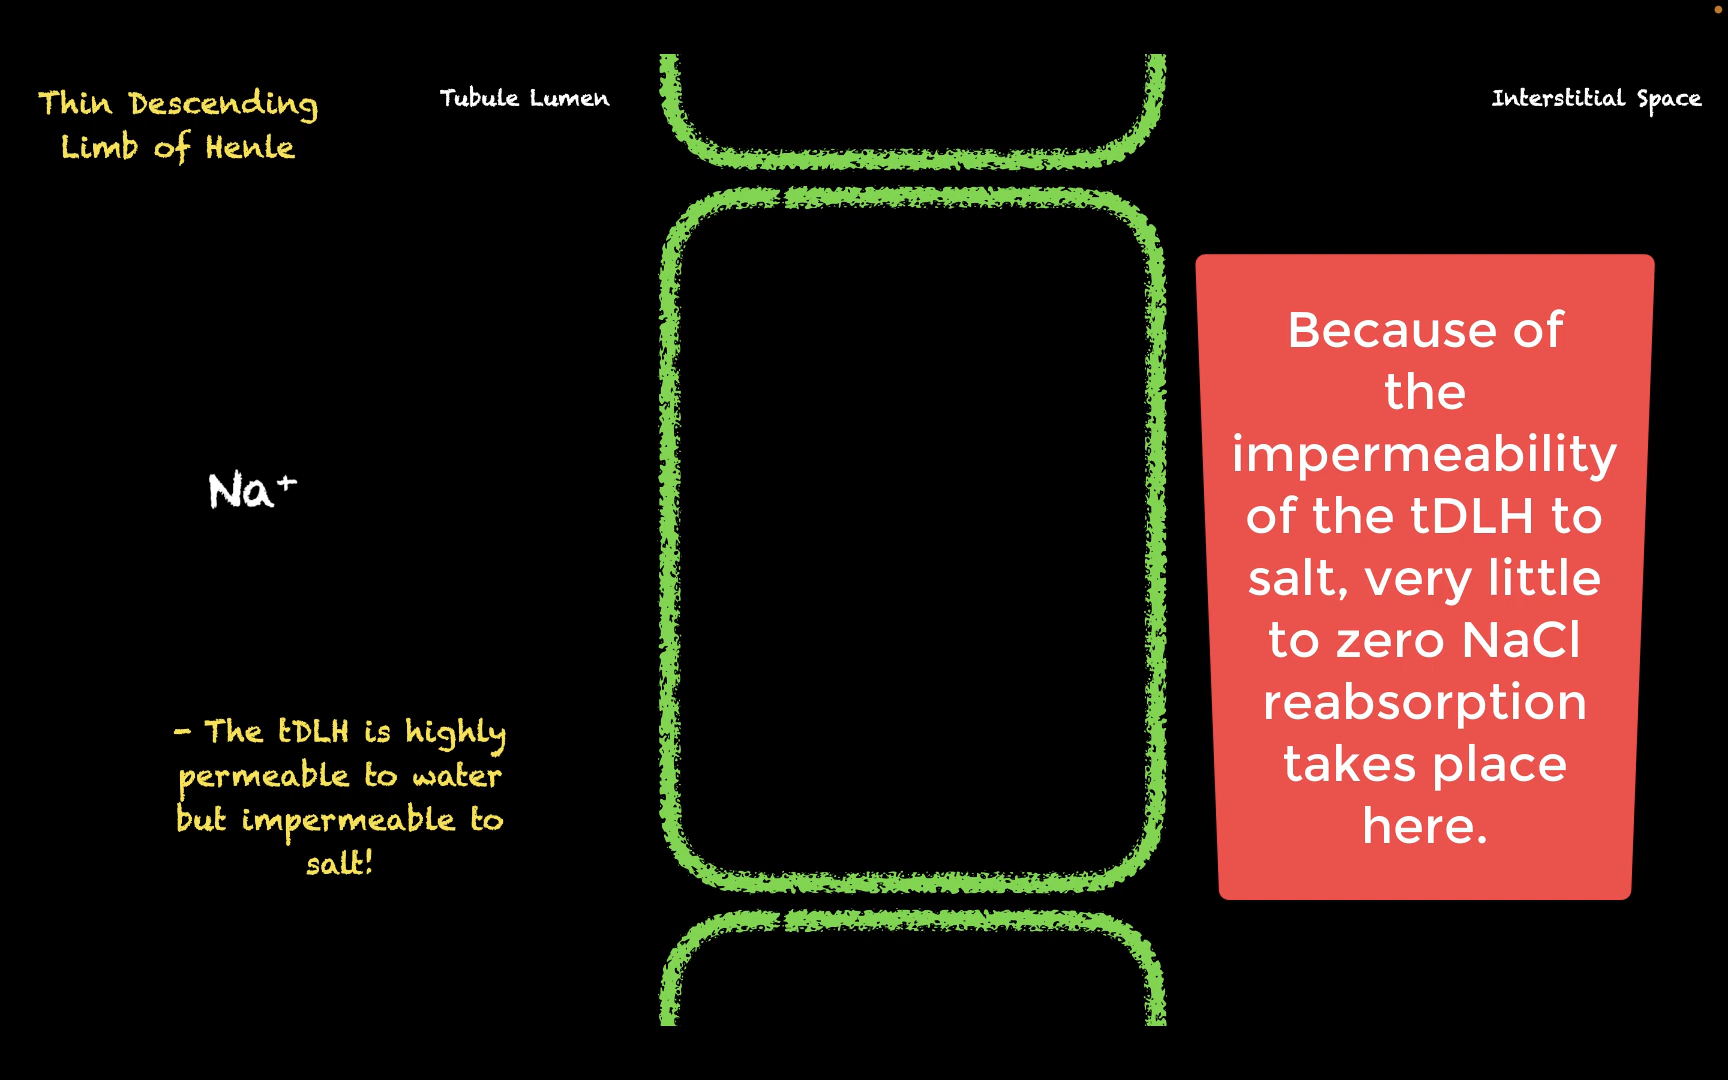 Thin Descending
Limb of Henle
Tubule Lumen
Interstitial Space
Na⁺
- The tDLH is highly
permeable to water
but impermeable to
salt!
Because of
the
impermeability
of the tDLH to
salt, very little
to zero NaCl
reabsorption
takes place
here.